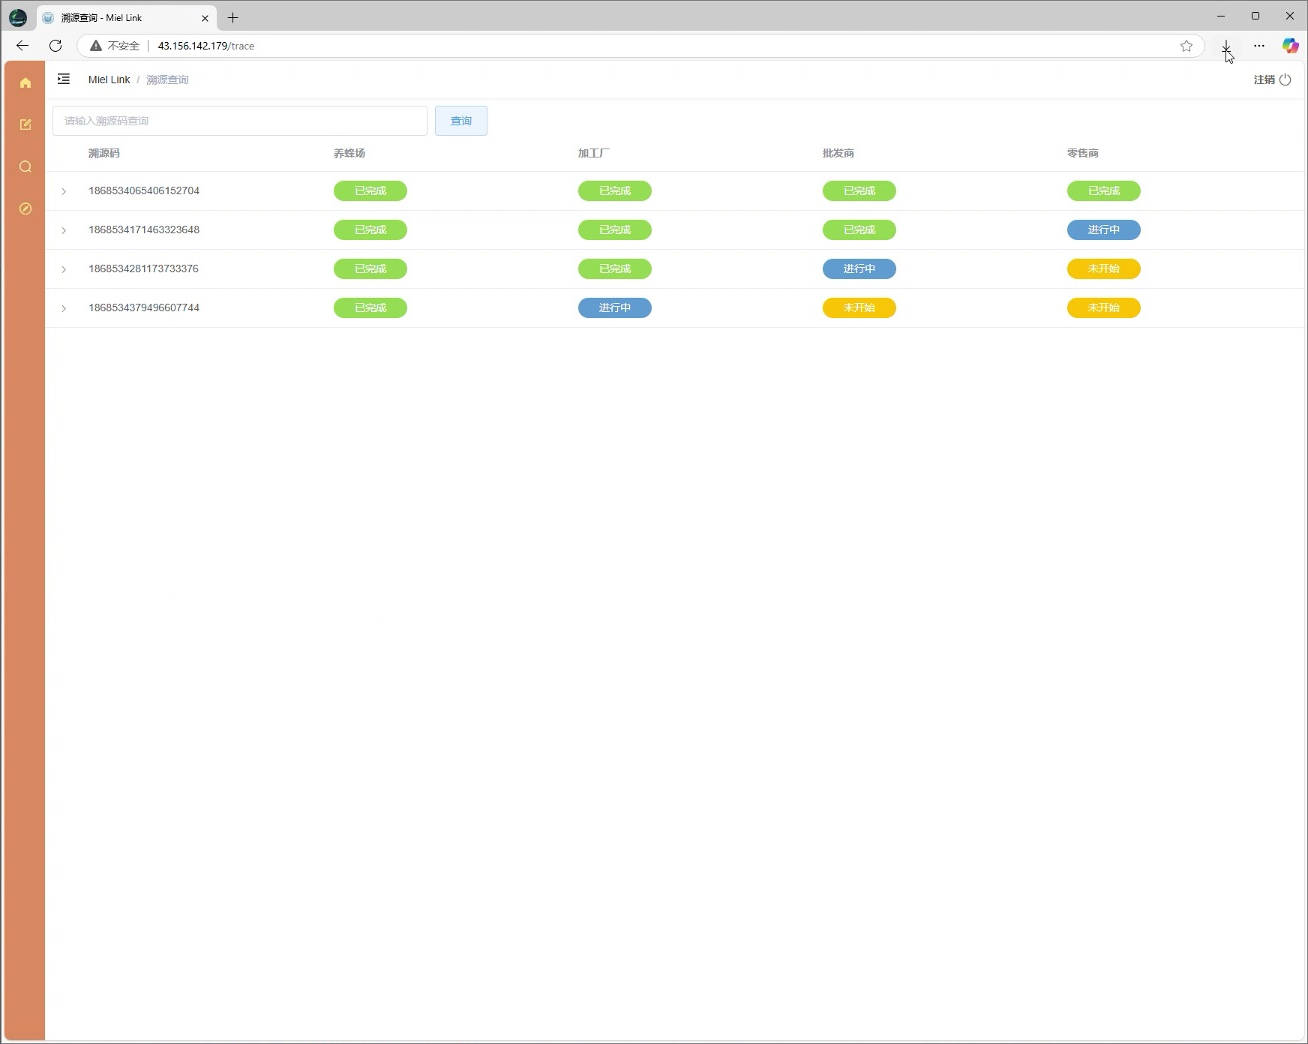 溯源查询 - Miel Link
不安全 43.156.142.179/trace
Miel Link / 溯源查询 注销
请输入溯源码查询 查询
溯源码 养蜂场 加工厂 批发商 零售商
1868534065406152704 已完成 已完成 已完成 已完成
1868534171463323648 已完成 已完成 已完成 进行中
1868534281173733376 已完成 已完成 进行中 未开始
1868534379496607744 已完成 进行中 未开始 未开始